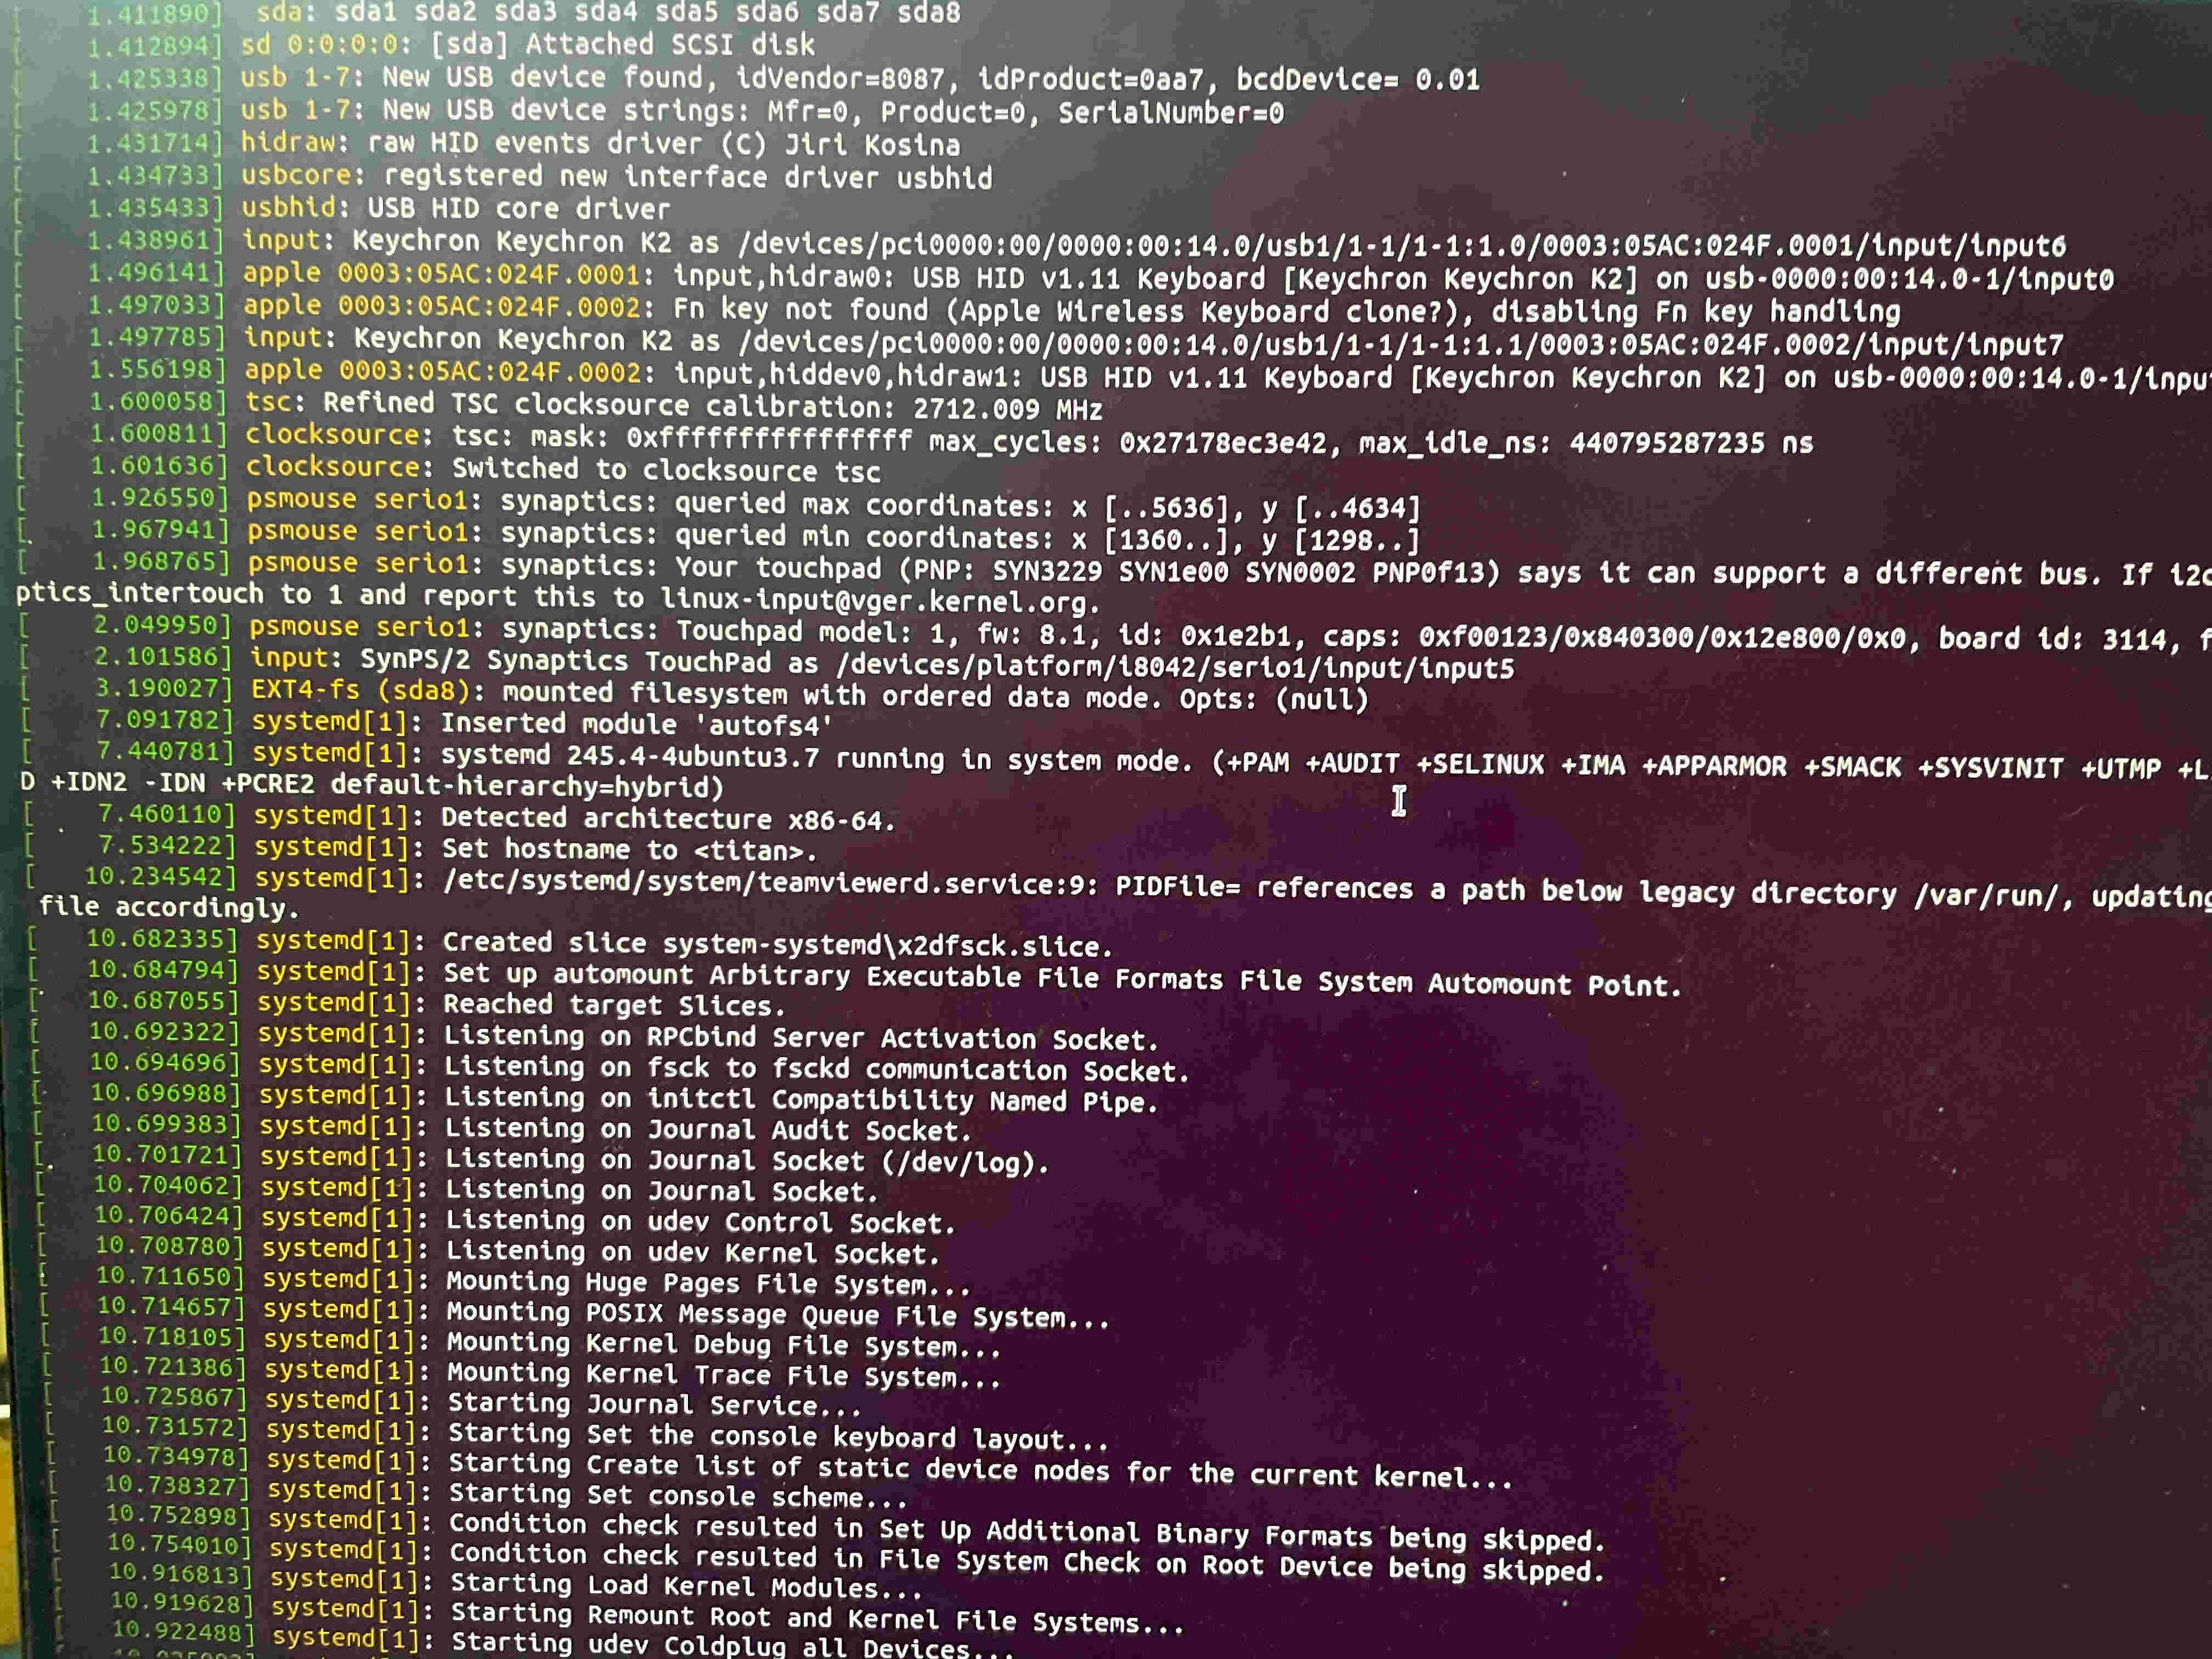 [    1.411890]  sda: sda1 sda2 sda3 sda4 sda5 sda6 sda7 sda8
[    1.412894] sd 0:0:0:0: [sda] Attached SCSI disk
[    1.425338] usb 1-7: New USB device found, idVendor=8087, idProduct=0aa7, bcdDevice= 0.01
[    1.425978] usb 1-7: New USB device strings: Mfr=0, Product=0, SerialNumber=0
[    1.431714] hidraw: raw HID events driver (C) Jiri Kosina
[    1.434733] usbcore: registered new interface driver usbhid
[    1.435433] usbhid: USB HID core driver
[    1.438961] input: Keychron Keychron K2 as /devices/pci0000:00/0000:00:14.0/usb1/1-1/1-1:1.0/0003:05AC:024F.0001/input/input6
[    1.496141] apple 0003:05AC:024F.0001: input,hidraw0: USB HID v1.11 Keyboard [Keychron Keychron K2] on usb-0000:00:14.0-1/input0
[    1.497033] apple 0003:05AC:024F.0002: Fn key not found (Apple Wireless Keyboard clone?), disabling Fn key handling
[    1.497785] input: Keychron Keychron K2 as /devices/pci0000:00/0000:00:14.0/usb1/1-1/1-1:1.1/0003:05AC:024F.0002/input/input7
[    1.556198] apple 0003:05AC:024F.0002: input,hiddev0,hidraw1: USB HID v1.11 Keyboard [Keychron Keychron K2] on usb-0000:00:14.0-1/inpu
[    1.600058] tsc: Refined TSC clocksource calibration: 2712.009 MHz
[    1.600811] clocksource: tsc: mask: 0xffffffffffffffff max_cycles: 0x27178ec3e42, max_idle_ns: 440795287235 ns
[    1.601636] clocksource: Switched to clocksource tsc
[    1.926550] psmouse serio1: synaptics: queried max coordinates: x [..5636], y [..4634]
[    1.967941] psmouse serio1: synaptics: queried min coordinates: x [1360..], y [1298..]
[    1.968765] psmouse serio1: synaptics: Your touchpad (PNP: SYN3229 SYN1e00 SYN0002 PNP0f13) says it can support a different bus. If i2c
ptics_intertouch to 1 and report this to linux-input@vger.kernel.org.
[    2.049950] psmouse serio1: synaptics: Touchpad model: 1, fw: 8.1, id: 0x1e2b1, caps: 0xf00123/0x840300/0x12e800/0x0, board id: 3114, f
[    2.101586] input: SynPS/2 Synaptics TouchPad as /devices/platform/i8042/serio1/input/input5
[    3.190027] EXT4-fs (sda8): mounted filesystem with ordered data mode. Opts: (null)
[    7.091782] systemd[1]: Inserted module 'autofs4'
[    7.440781] systemd[1]: systemd 245.4-4ubuntu3.7 running in system mode. (+PAM +AUDIT +SELINUX +IMA +APPARMOR +SMACK +SYSVINIT +UTMP +L
D +IDN2 -IDN +PCRE2 default-hierarchy=hybrid)
[    7.460110] systemd[1]: Detected architecture x86-64.
[    7.534222] systemd[1]: Set hostname to <titan>.
[   10.234542] systemd[1]: /etc/systemd/system/teamviewerd.service:9: PIDFile= references a path below legacy directory /var/run/, updating
file accordingly.
[   10.682335] systemd[1]: Created slice system-systemd\x2dfsck.slice.
[   10.684794] systemd[1]: Set up automount Arbitrary Executable File Formats File System Automount Point.
[   10.687055] systemd[1]: Reached target Slices.
[   10.692322] systemd[1]: Listening on RPCbind Server Activation Socket.
[   10.694696] systemd[1]: Listening on fsck to fsckd communication Socket.
[   10.696988] systemd[1]: Listening on initctl Compatibility Named Pipe.
[   10.699383] systemd[1]: Listening on Journal Audit Socket.
[   10.701721] systemd[1]: Listening on Journal Socket (/dev/log).
[   10.704062] systemd[1]: Listening on Journal Socket.
[   10.706424] systemd[1]: Listening on udev Control Socket.
[   10.708780] systemd[1]: Listening on udev Kernel Socket.
[   10.711650] systemd[1]: Mounting Huge Pages File System...
[   10.714657] systemd[1]: Mounting POSIX Message Queue File System...
[   10.718105] systemd[1]: Mounting Kernel Debug File System...
[   10.721386] systemd[1]: Mounting Kernel Trace File System...
[   10.725867] systemd[1]: Starting Journal Service...
[   10.731572] systemd[1]: Starting Set the console keyboard layout...
[   10.734978] systemd[1]: Starting Create list of static device nodes for the current kernel...
[   10.738327] systemd[1]: Starting Set console scheme...
[   10.752898] systemd[1]: Condition check resulted in Set Up Additional Binary Formats being skipped.
[   10.754010] systemd[1]: Condition check resulted in File System Check on Root Device being skipped.
[   10.916813] systemd[1]: Starting Load Kernel Modules...
[   10.919628] systemd[1]: Starting Remount Root and Kernel File Systems...
[   10.922488] systemd[1]: Starting udev Coldplug all Devices...